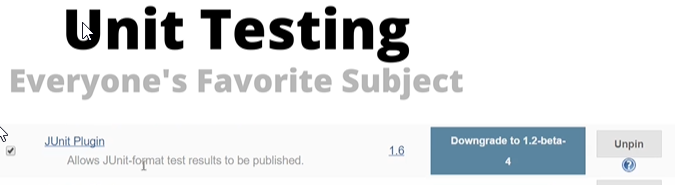 Unit Testing
Everyone's Favorite Subject
JUnit Plugin
Allows JUnit-format test results to be published.
1.6
Downgrade to 1.2-beta-
4
Unpin
?